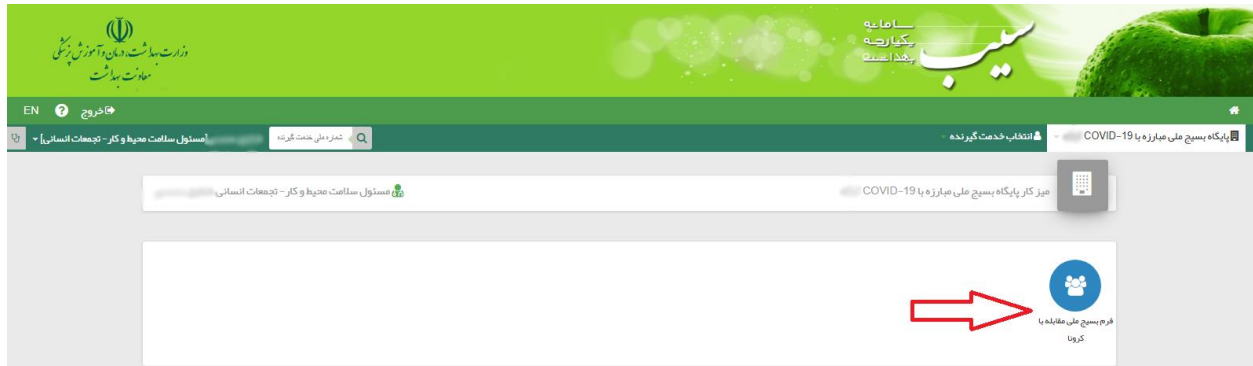 وزارت بهداشت، درمان و آموزش پزشکی
معاونت بهداشت
سامانه
یکپارچه
بهداشت
سیب
خروج
EN
پایگاه بسیج ملی مبارزه با COVID-19
انتخاب خدمت گیرنده
شماره ملی خدمت گیرنده
[مسئول سلامت محیط و کار - تجمعات انسانی]
میز کار پایگاه بسیج ملی مبارزه با COVID-19
مسئول سلامت محیط و کار - تجمعات انسانی
فرم بسیج ملی مقابله با
کرونا